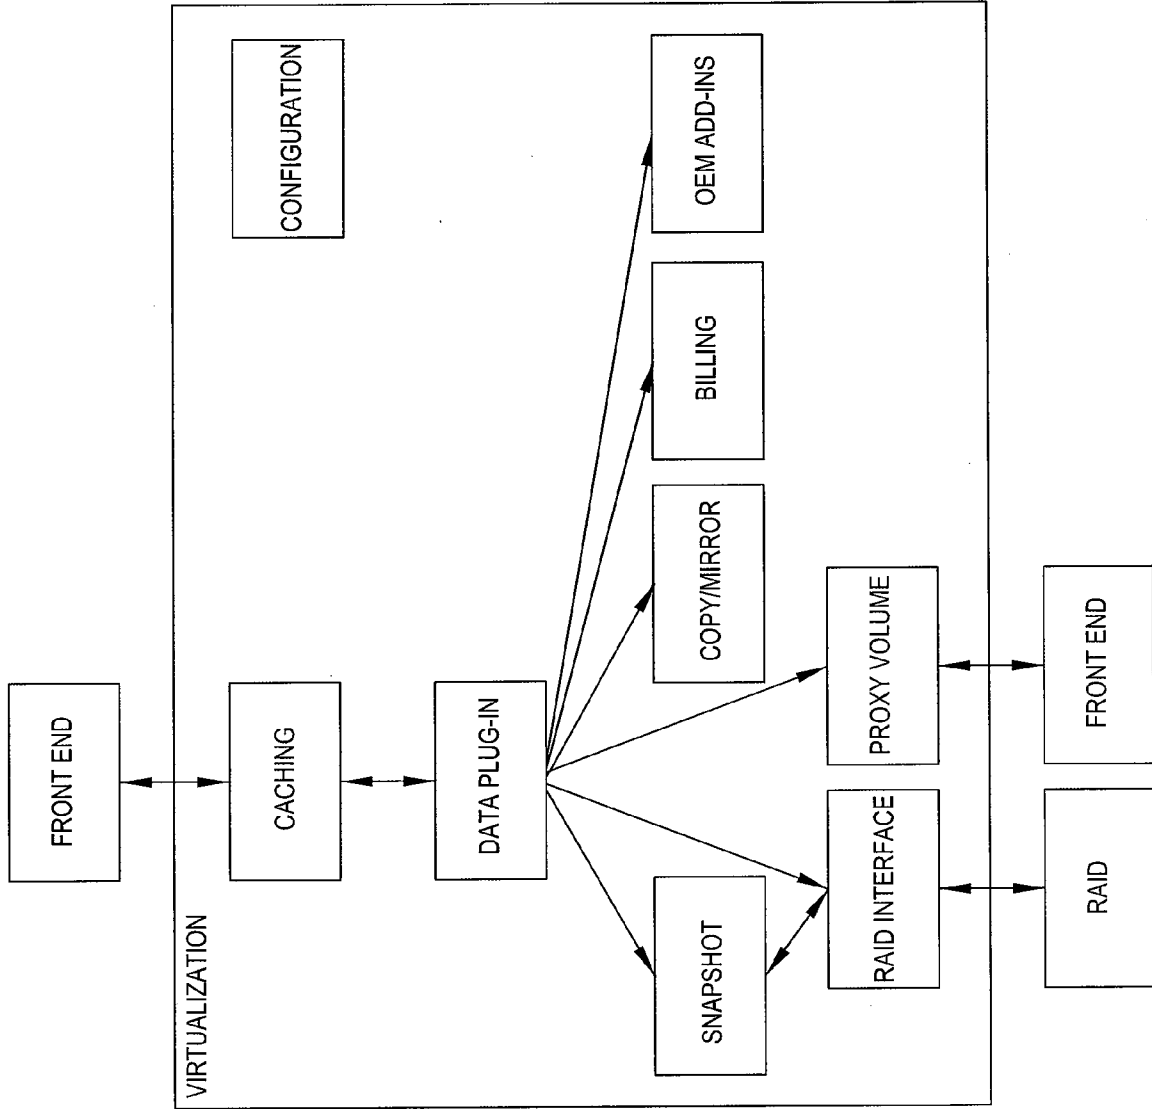 VIRTUALIZATION
FRONT END
CACHING
CONFIGURATION
DATA PLUG-IN
SNAPSHOT
COPY/MIRROR
BILLING
OEM ADD-INS
RAID INTERFACE
PROXY VOLUME
RAID
FRONT END